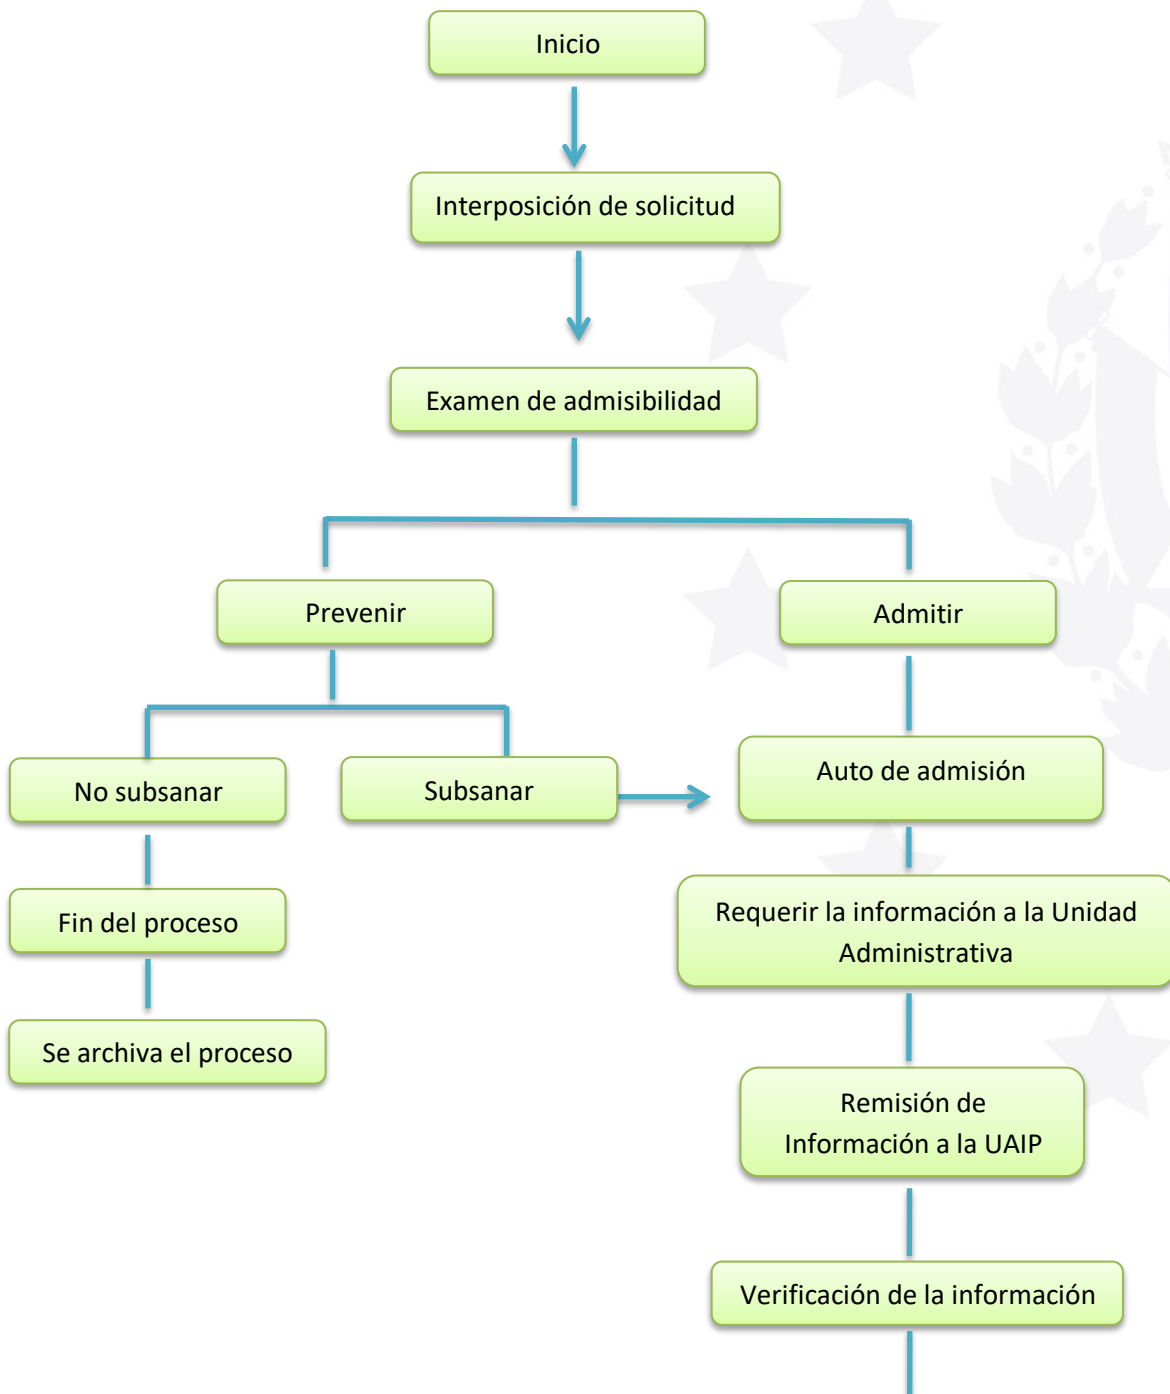 Inicio
Interposición de solicitud
Examen de admisibilidad
Prevenir
Admitir
No subsanar
Subsanar
Auto de admisión
Fin del proceso
Requerir la información a la Unidad
Administrativa
Se archiva el proceso
Remisión de
Información a la UAIP
Verificación de la información